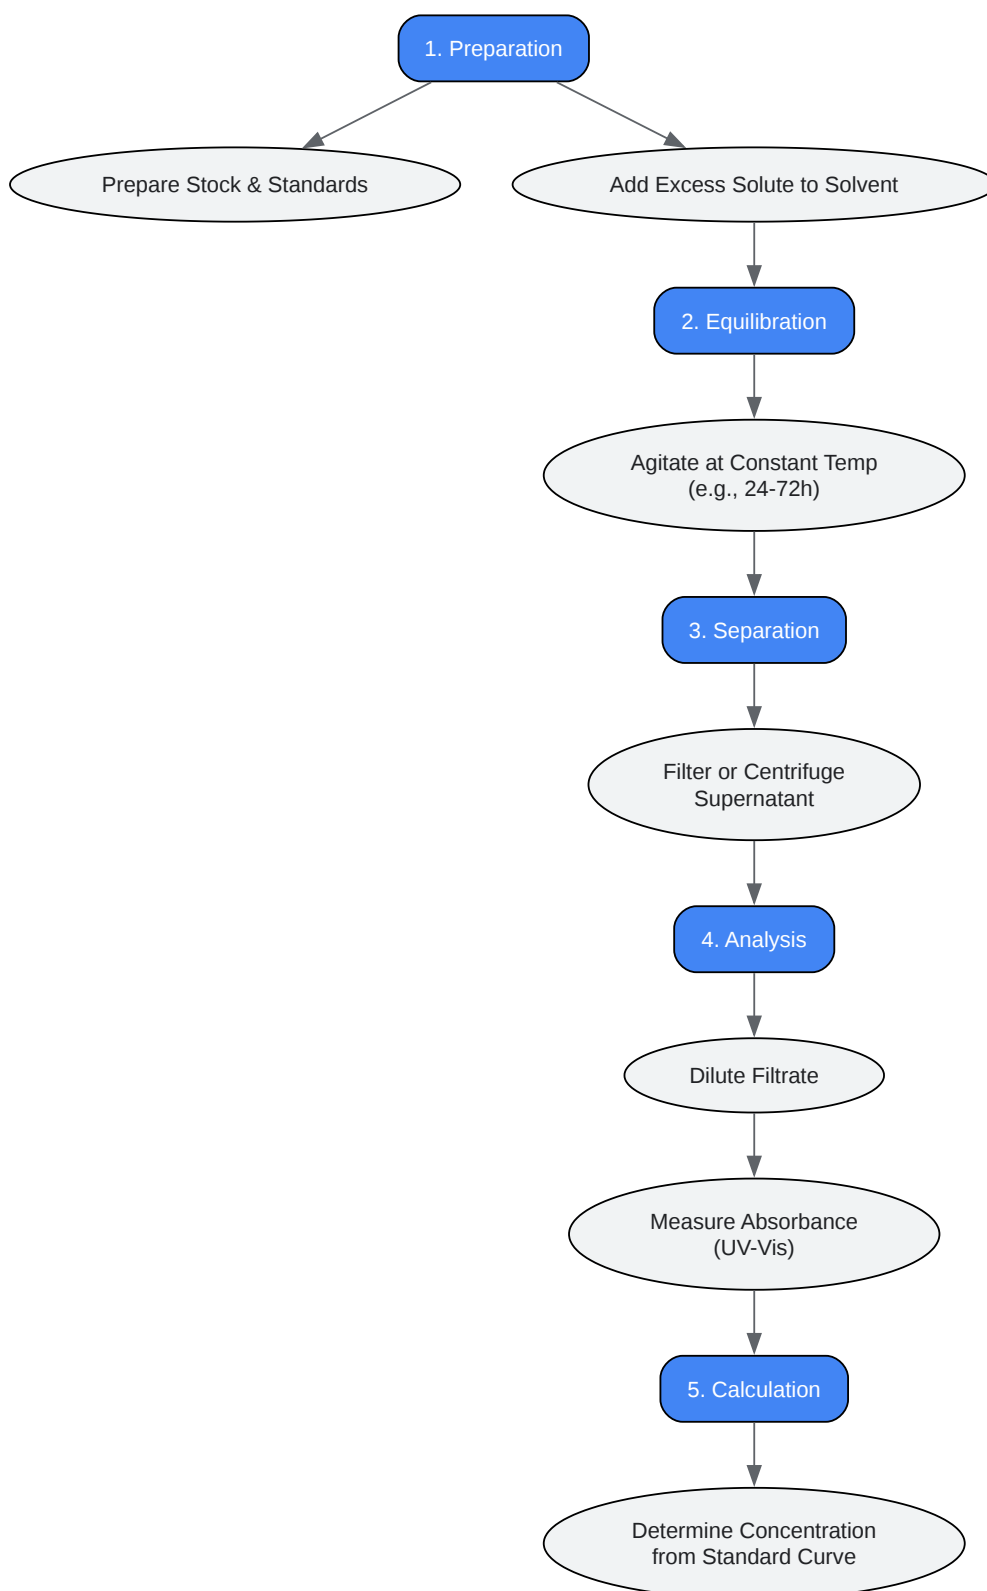 1. Preparation
Prepare Stock & Standards
Add Excess Solute to Solvent
2. Equilibration
Agitate at Constant Temp
(e.g., 24-72h)
3. Separation
Filter or Centrifuge
Supernatant
4. Analysis
Dilute Filtrate
Measure Absorbance
(UV-Vis)
5. Calculation
Determine Concentration
from Standard Curve